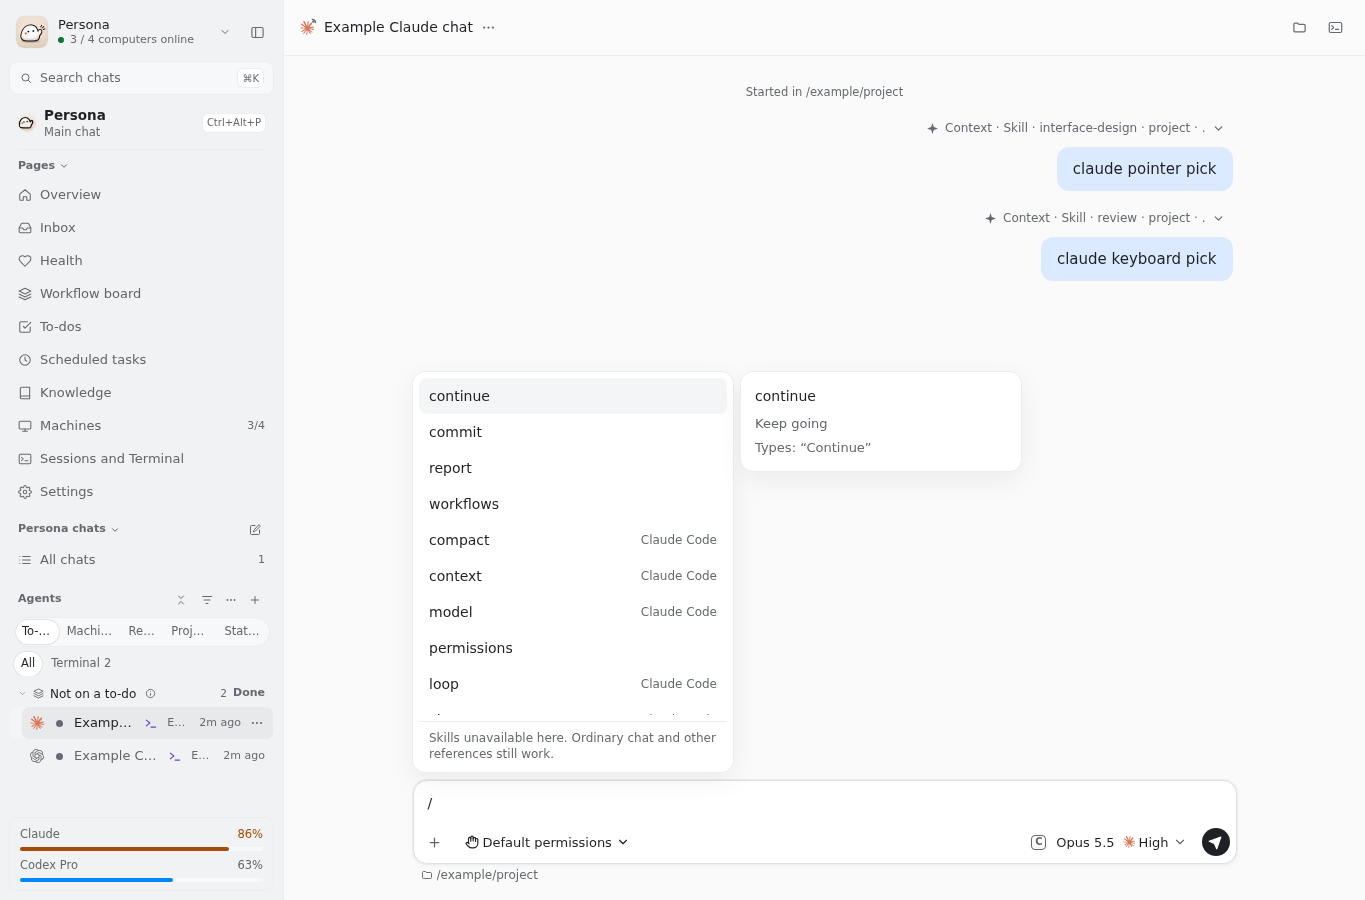 Persona
3 / 4 computers online
Search chats
⌘K
Persona
Main chat
Ctrl+Alt+P
Pages
Overview
Inbox
Health
Workflow board
To-dos
Scheduled tasks
Knowledge
Machines 3/4
Sessions and Terminal
Settings
Persona chats
All chats 1
Agents
To-... Machi... Re... Proj... Stat...
All Terminal 2
Not on a to-do 2 Done
Examp... E... 2m ago
Example C... E... 2m ago
Claude 86%
Codex Pro 63%
Example Claude chat
Started in /example/project
Context · Skill · interface-design · project · .
claude pointer pick
Context · Skill · review · project · .
claude keyboard pick
continue
commit
report
workflows
compact Claude Code
context Claude Code
model Claude Code
permissions
loop Claude Code
Skills unavailable here. Ordinary chat and other
references still work.
continue
Keep going
Types: “Continue”
/
Default permissions
C Opus 5.5 High
/example/project